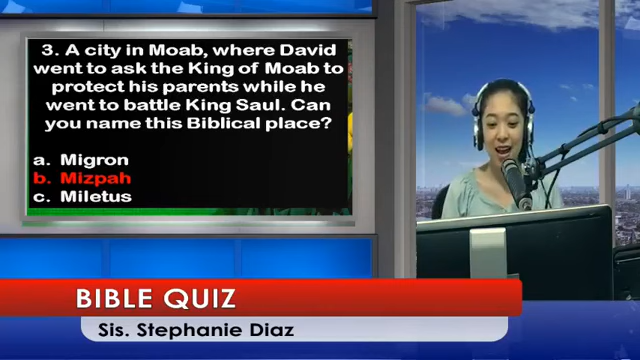 3. A city in Moab, where David
went to ask the King of Moab to
protect his parents while he
went to battle King Saul. Can
you name this Biblical place?
a. Migron
b. Mizpah
c. Miletus
BIBLE QUIZ
Sis. Stephanie Diaz